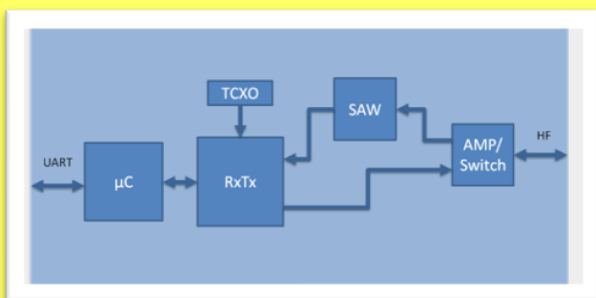 TCXO
SAW
HF
AMP/
Switch
UART
µC
RxTx